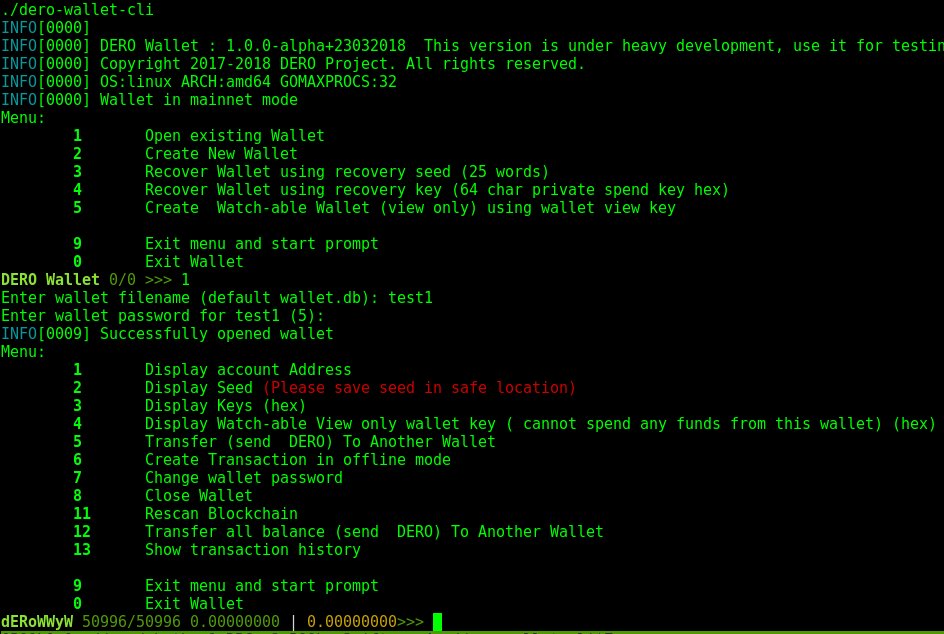 ./dero-wallet-cli
INFO[0000]
INFO[0000] DERO Wallet : 1.0.0-alpha+23032018  This version is under heavy development, use it for testin
INFO[0000] Copyright 2017-2018 DERO Project. All rights reserved.
INFO[0000] OS:linux ARCH:amd64 GOMAXPROCS:32
INFO[0000] Wallet in mainnet mode
Menu:
1 Open existing Wallet
2 Create New Wallet
3 Recover Wallet using recovery seed (25 words)
4 Recover Wallet using recovery key (64 char private spend key hex)
5 Create  Watch-able Wallet (view only) using wallet view key
9 Exit menu and start prompt
0 Exit Wallet
DERO Wallet 0/0 >>> 1
Enter wallet filename (default wallet.db): test1
Enter wallet password for test1 (5):
INFO[0009] Successfully opened wallet
Menu:
1 Display account Address
2 Display Seed (Please save seed in safe location)
3 Display Keys (hex)
4 Display Watch-able View only wallet key ( cannot spend any funds from this wallet) (hex)
5 Transfer (send  DERO) To Another Wallet
6 Create Transaction in offline mode
7 Change wallet password
8 Close Wallet
11 Rescan Blockchain
12 Transfer all balance (send  DERO) To Another Wallet
13 Show transaction history
9 Exit menu and start prompt
0 Exit Wallet
dERoWWyW 50996/50996 0.00000000 | 0.00000000>>>